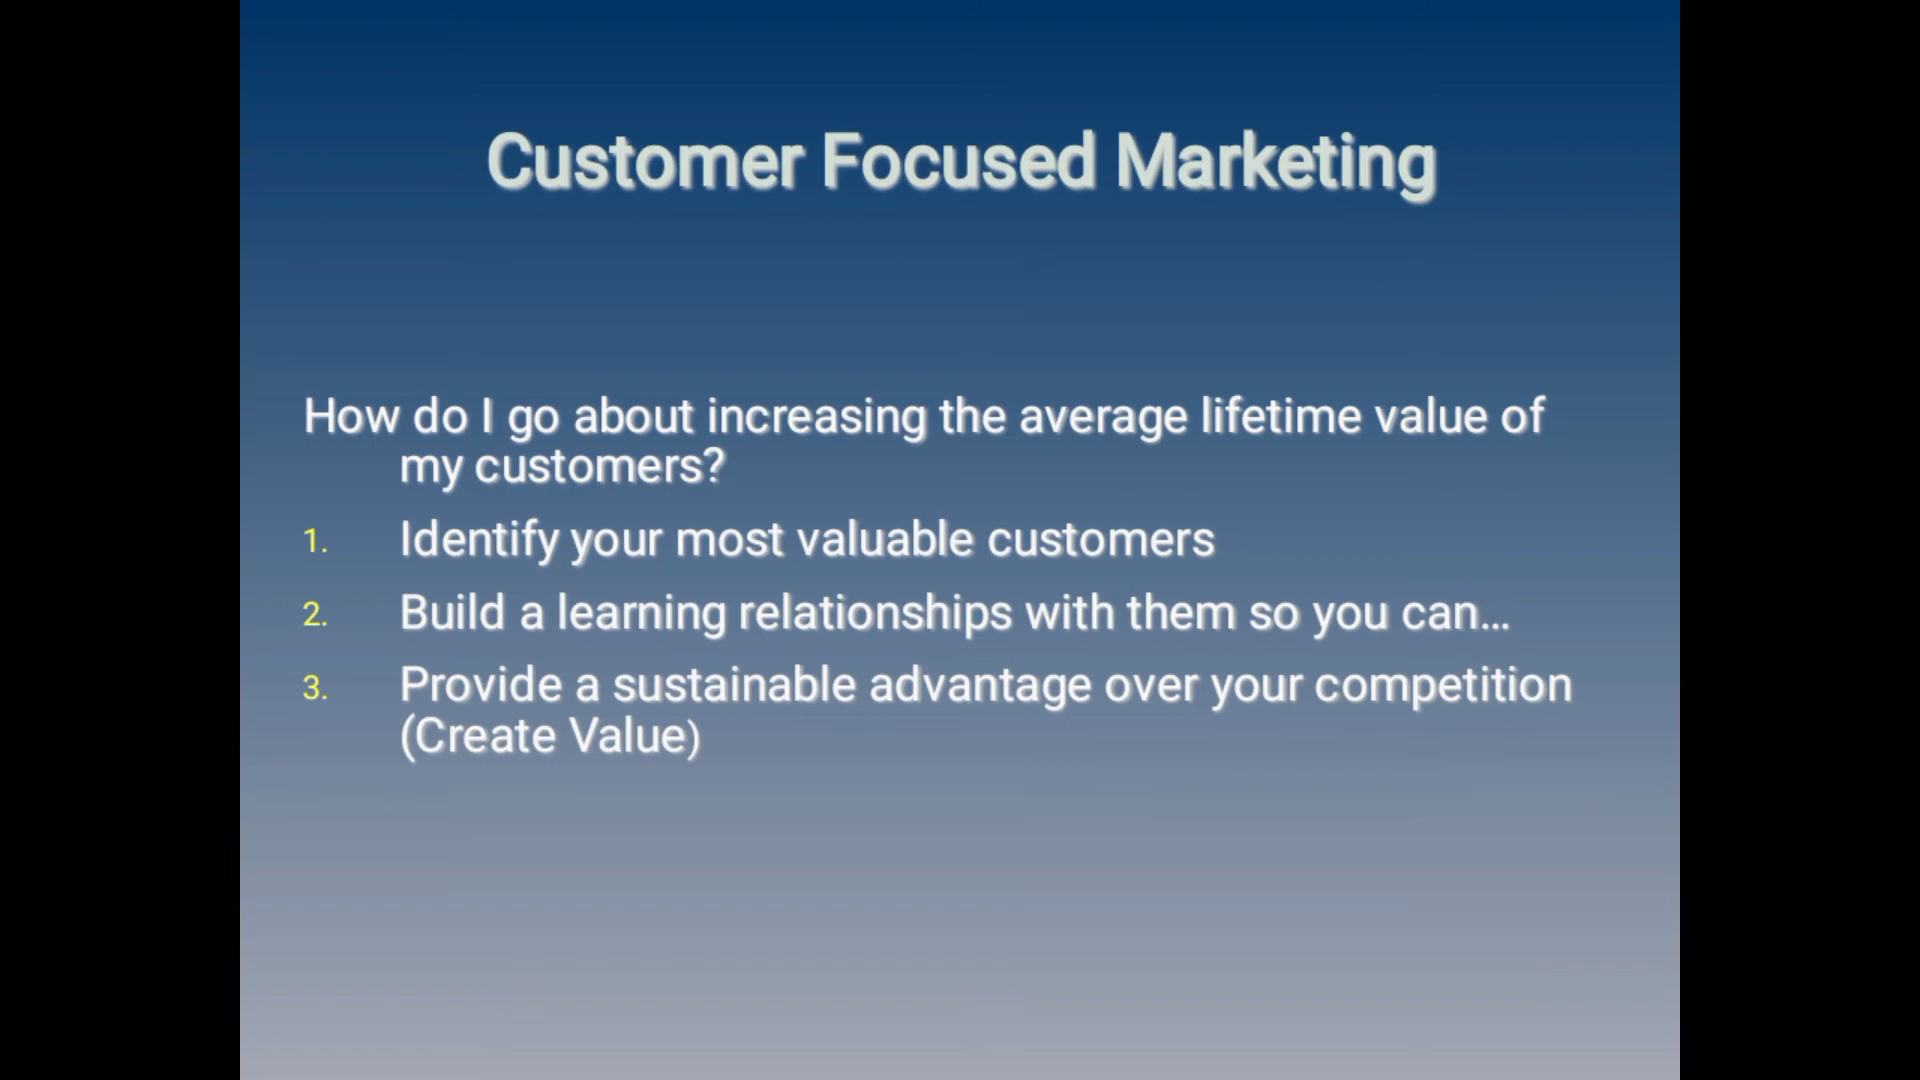 Customer Focused Marketing
How do I go about increasing the average lifetime value of
my customers?
1. Identify your most valuable customers
2. Build a learning relationships with them so you can...
3. Provide a sustainable advantage over your competition
(Create Value)